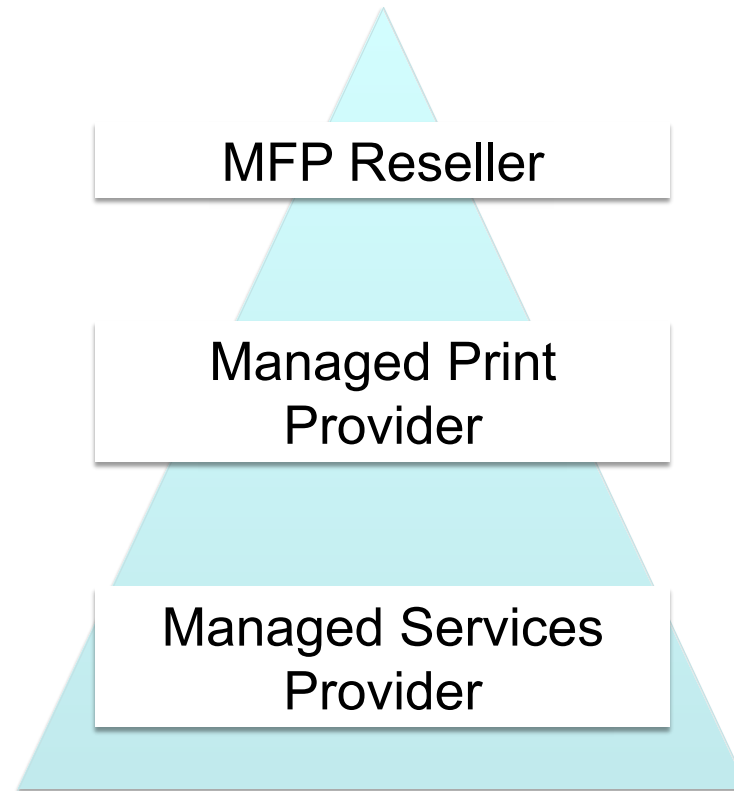 MFP Reseller
Managed Print
Provider
Managed Services
Provider